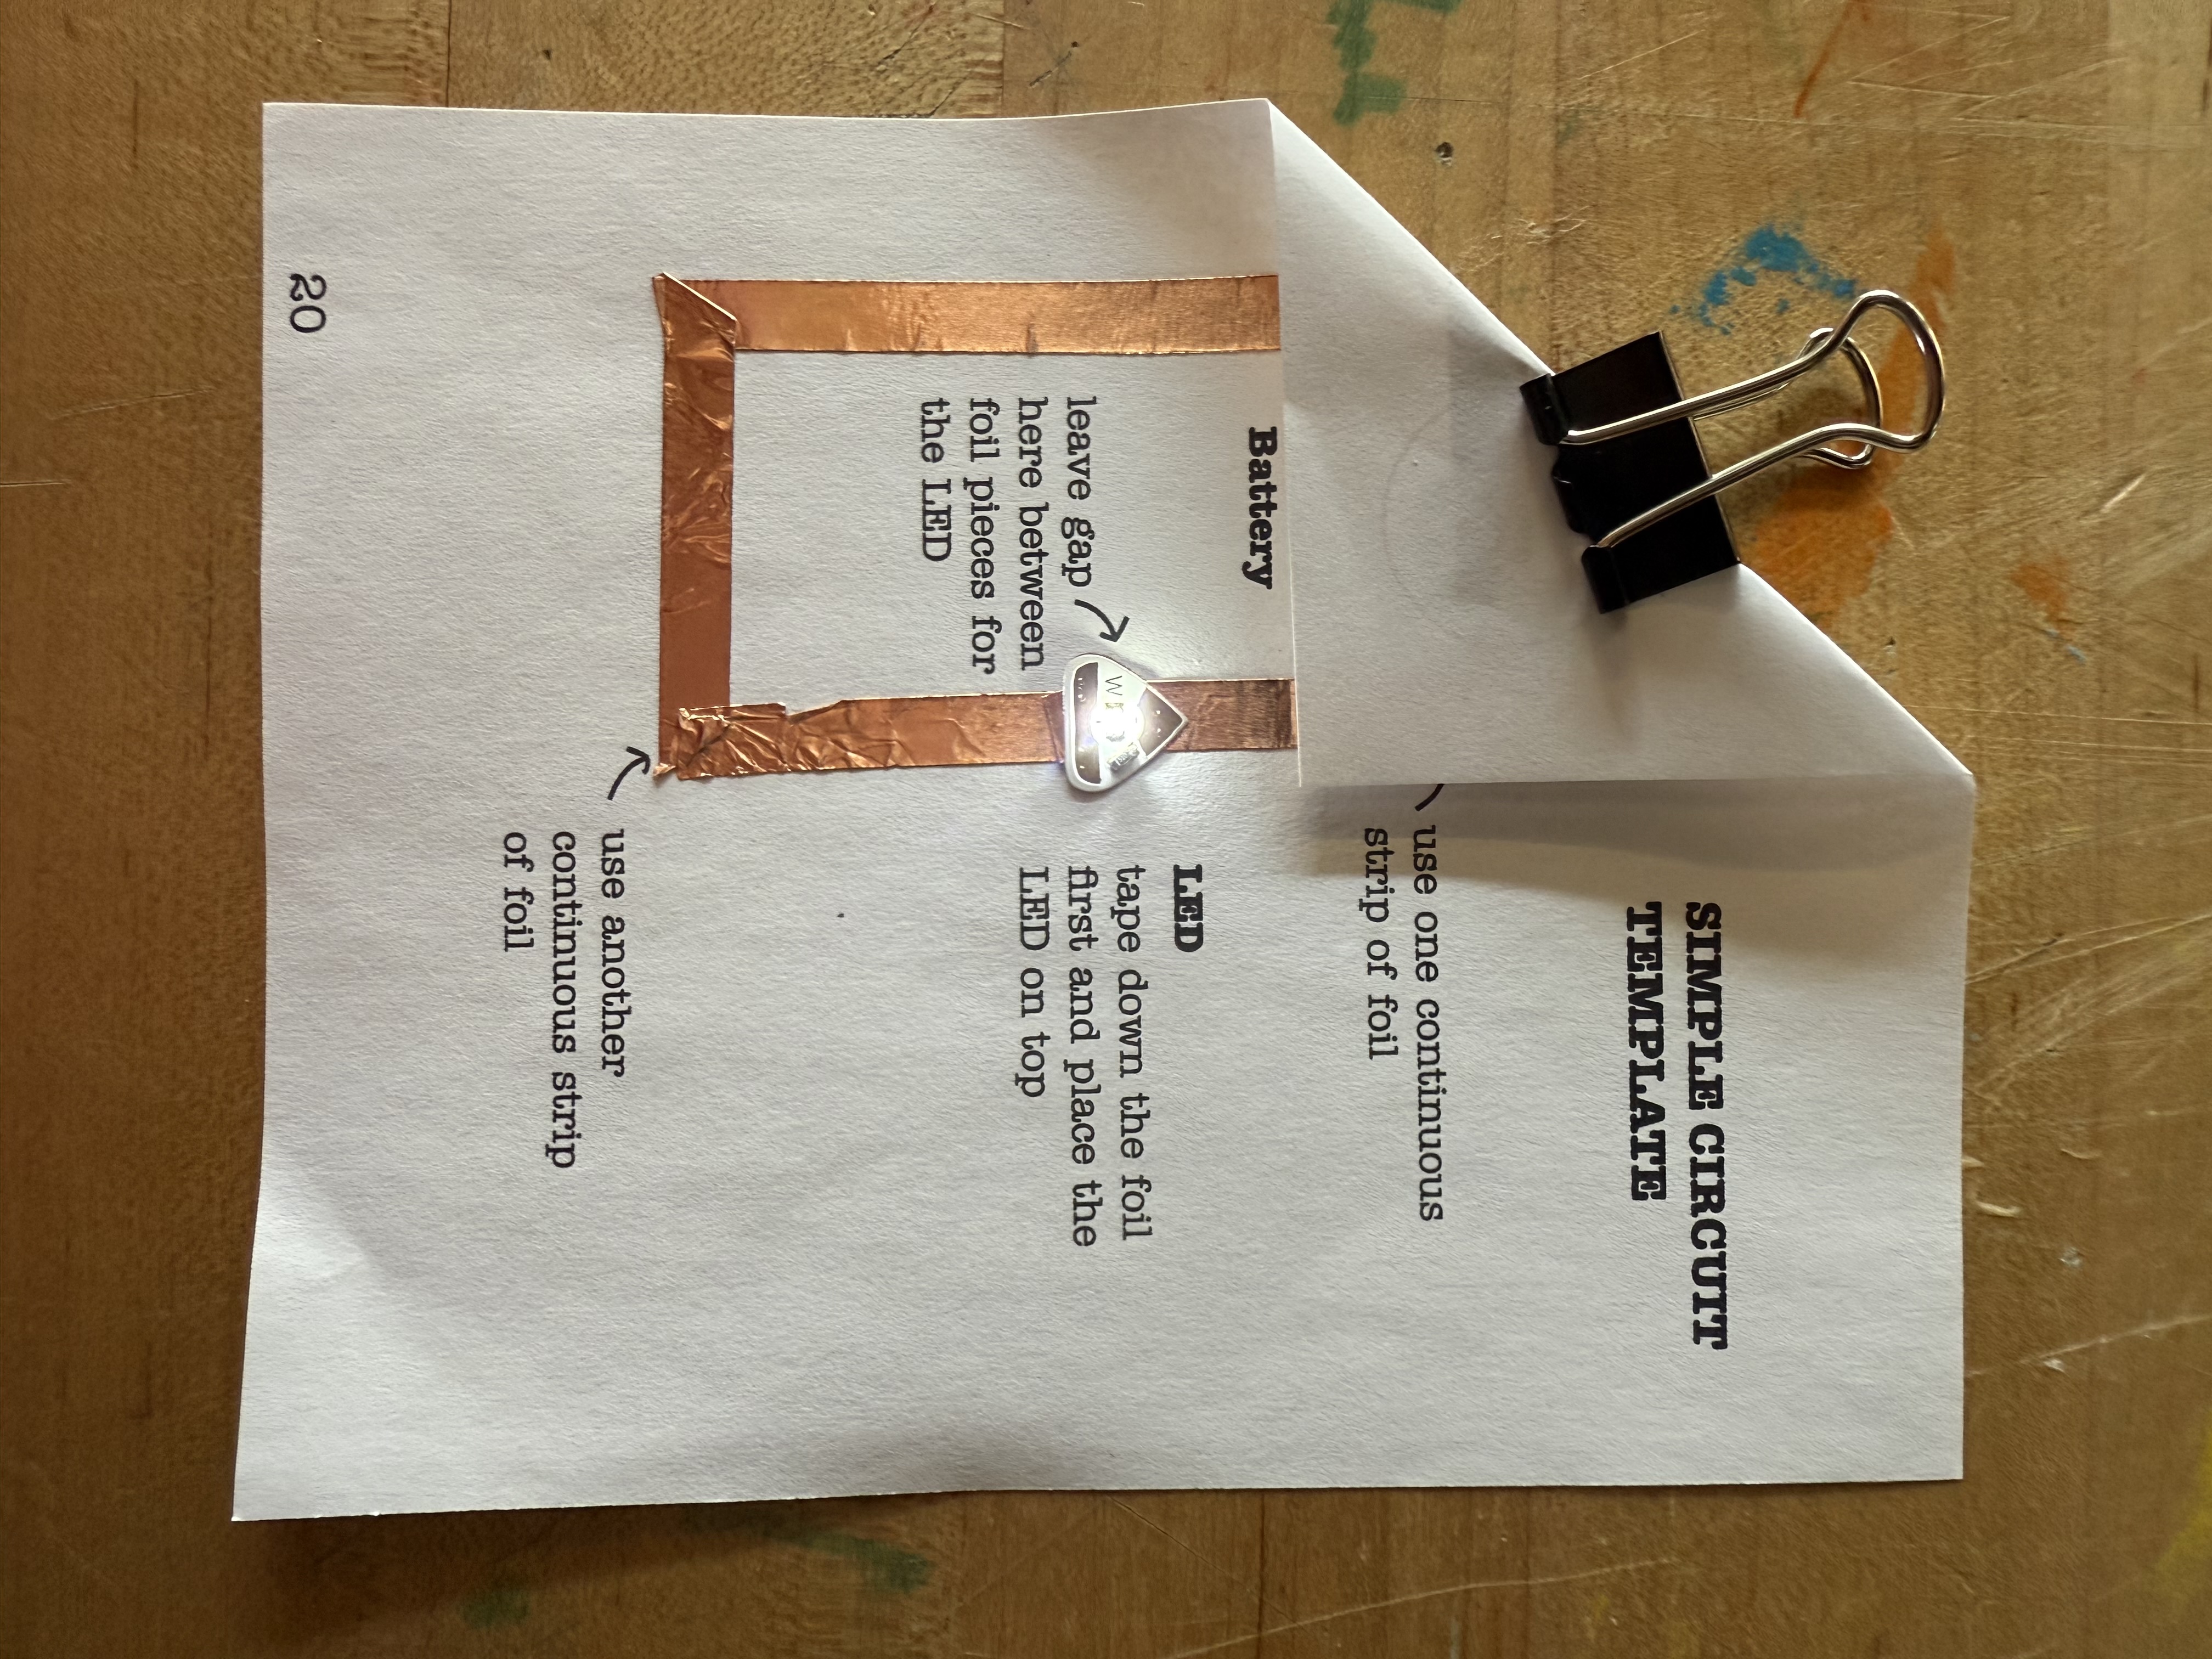 SIMPLE CIRCUIT
TEMPLATE
use one continuous
strip of foil
Battery
leave gap
here between
foil pieces for
the LED
LED
tape down the foil
first and place the
LED on top
use another
continuous strip
of foil
20